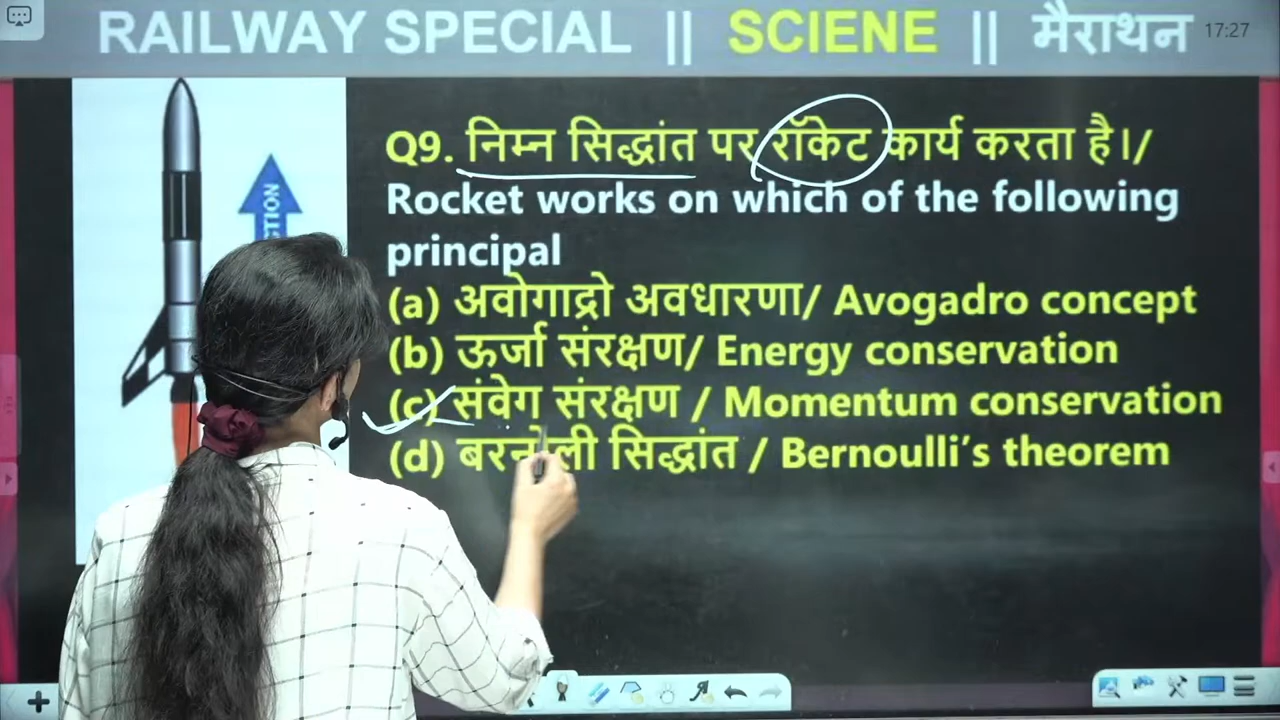 RAILWAY SPECIAL || SCIENE || मैराथन 17:27
Q9. निम्न सिद्धांत पर रॉकेट कार्य करता है।/
Rocket works on which of the following
principal
(a) अवोगाद्रो अवधारणा/ Avogadro concept
(b) ऊर्जा संरक्षण/ Energy conservation
(c) संवेग संरक्षण / Momentum conservation
(d) बरनोली सिद्धांत / Bernoulli's theorem